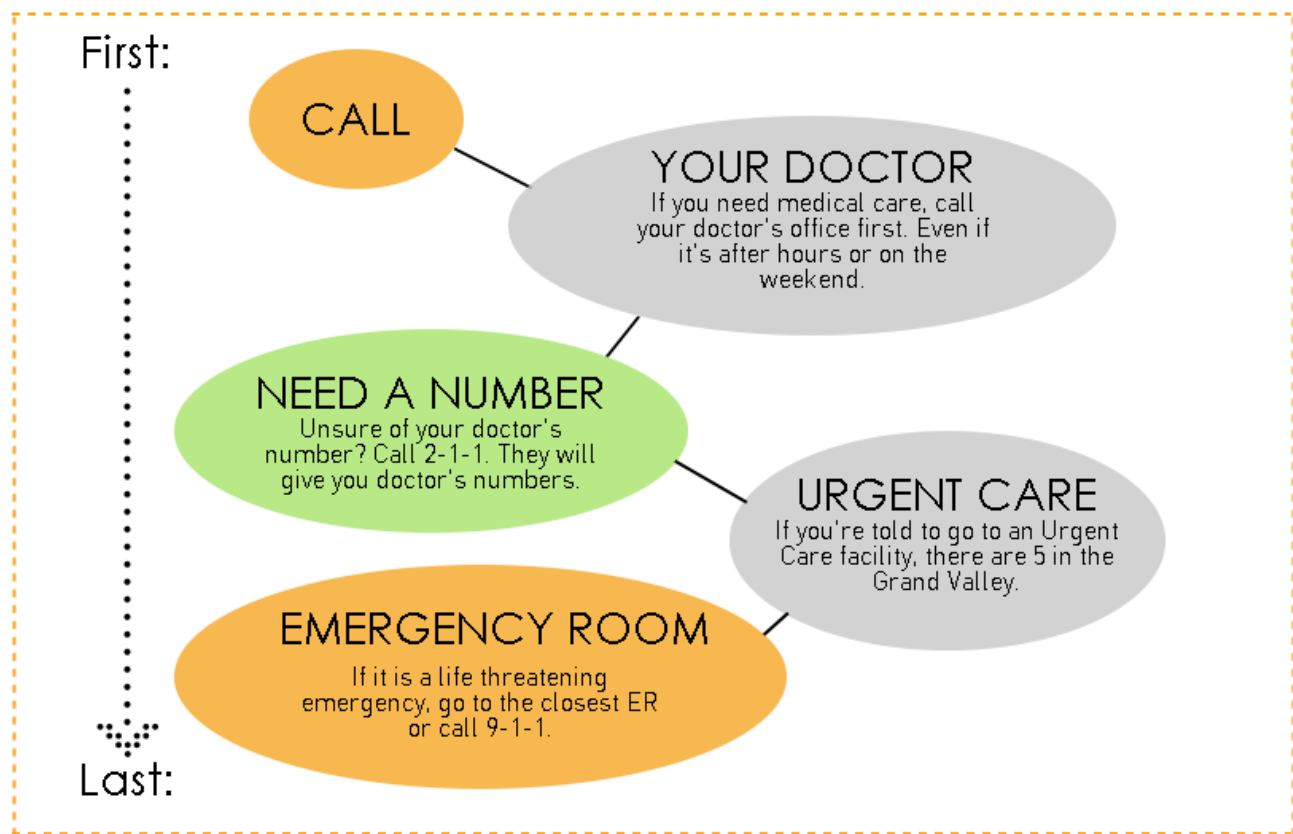 First:
CALL
YOUR DOCTOR
If you need medical care, call
your doctor's office first. Even if
it's after hours or on the
weekend.
NEED A NUMBER
Unsure of your doctor's
number? Call 2-1-1. They will
give you doctor's numbers.
URGENT CARE
If you're told to go to an Urgent
Care facility, there are 5 in the
Grand Valley.
EMERGENCY ROOM
If it is a life threatening
emergency, go to the closest ER
or call 9-1-1.
Last: